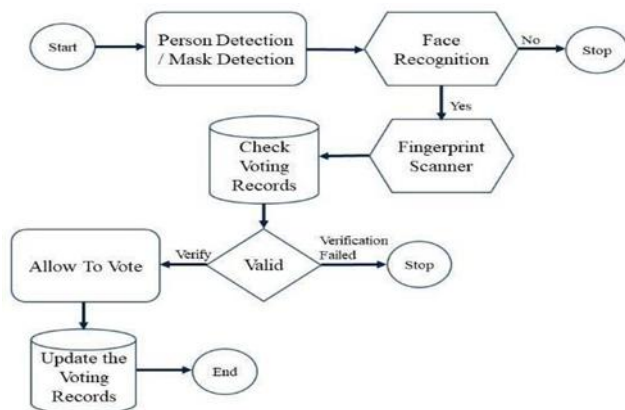 Start
Person Detection
/ Mask Detection
Face
Recognition
No
Stop
Yes
Fingerprint
Scanner
Check
Voting
Records
Valid
Verify
Verification
Failed
Stop
Allow To Vote
Update the
Voting
Records
End